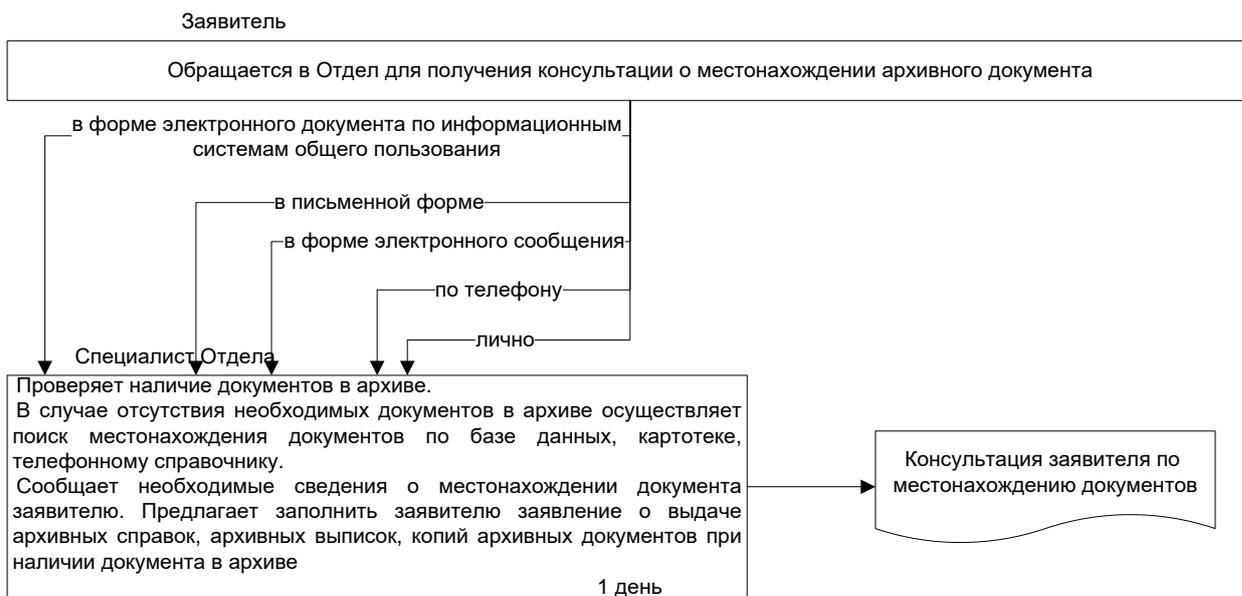 Заявитель
Обращается в Отдел для получения консультации о местонахождении архивного документа
в форме электронного документа по информационным
системам общего пользования
в письменной форме
в форме электронного сообщения
по телефону
лично
Специалист Отдела
Проверяет наличие документов в архиве.
В случае отсутствия необходимых документов в архиве осуществляет
поиск местонахождения документов по базе данных, картотеке,
телефонному справочнику.
Сообщает необходимые сведения о местонахождении документа
заявителю. Предлагает заполнить заявителю заявление о выдаче
архивных справок, архивных выписок, копий архивных документов при
наличии документа в архиве
1 день
Консультация заявителя по
местонахождению документов